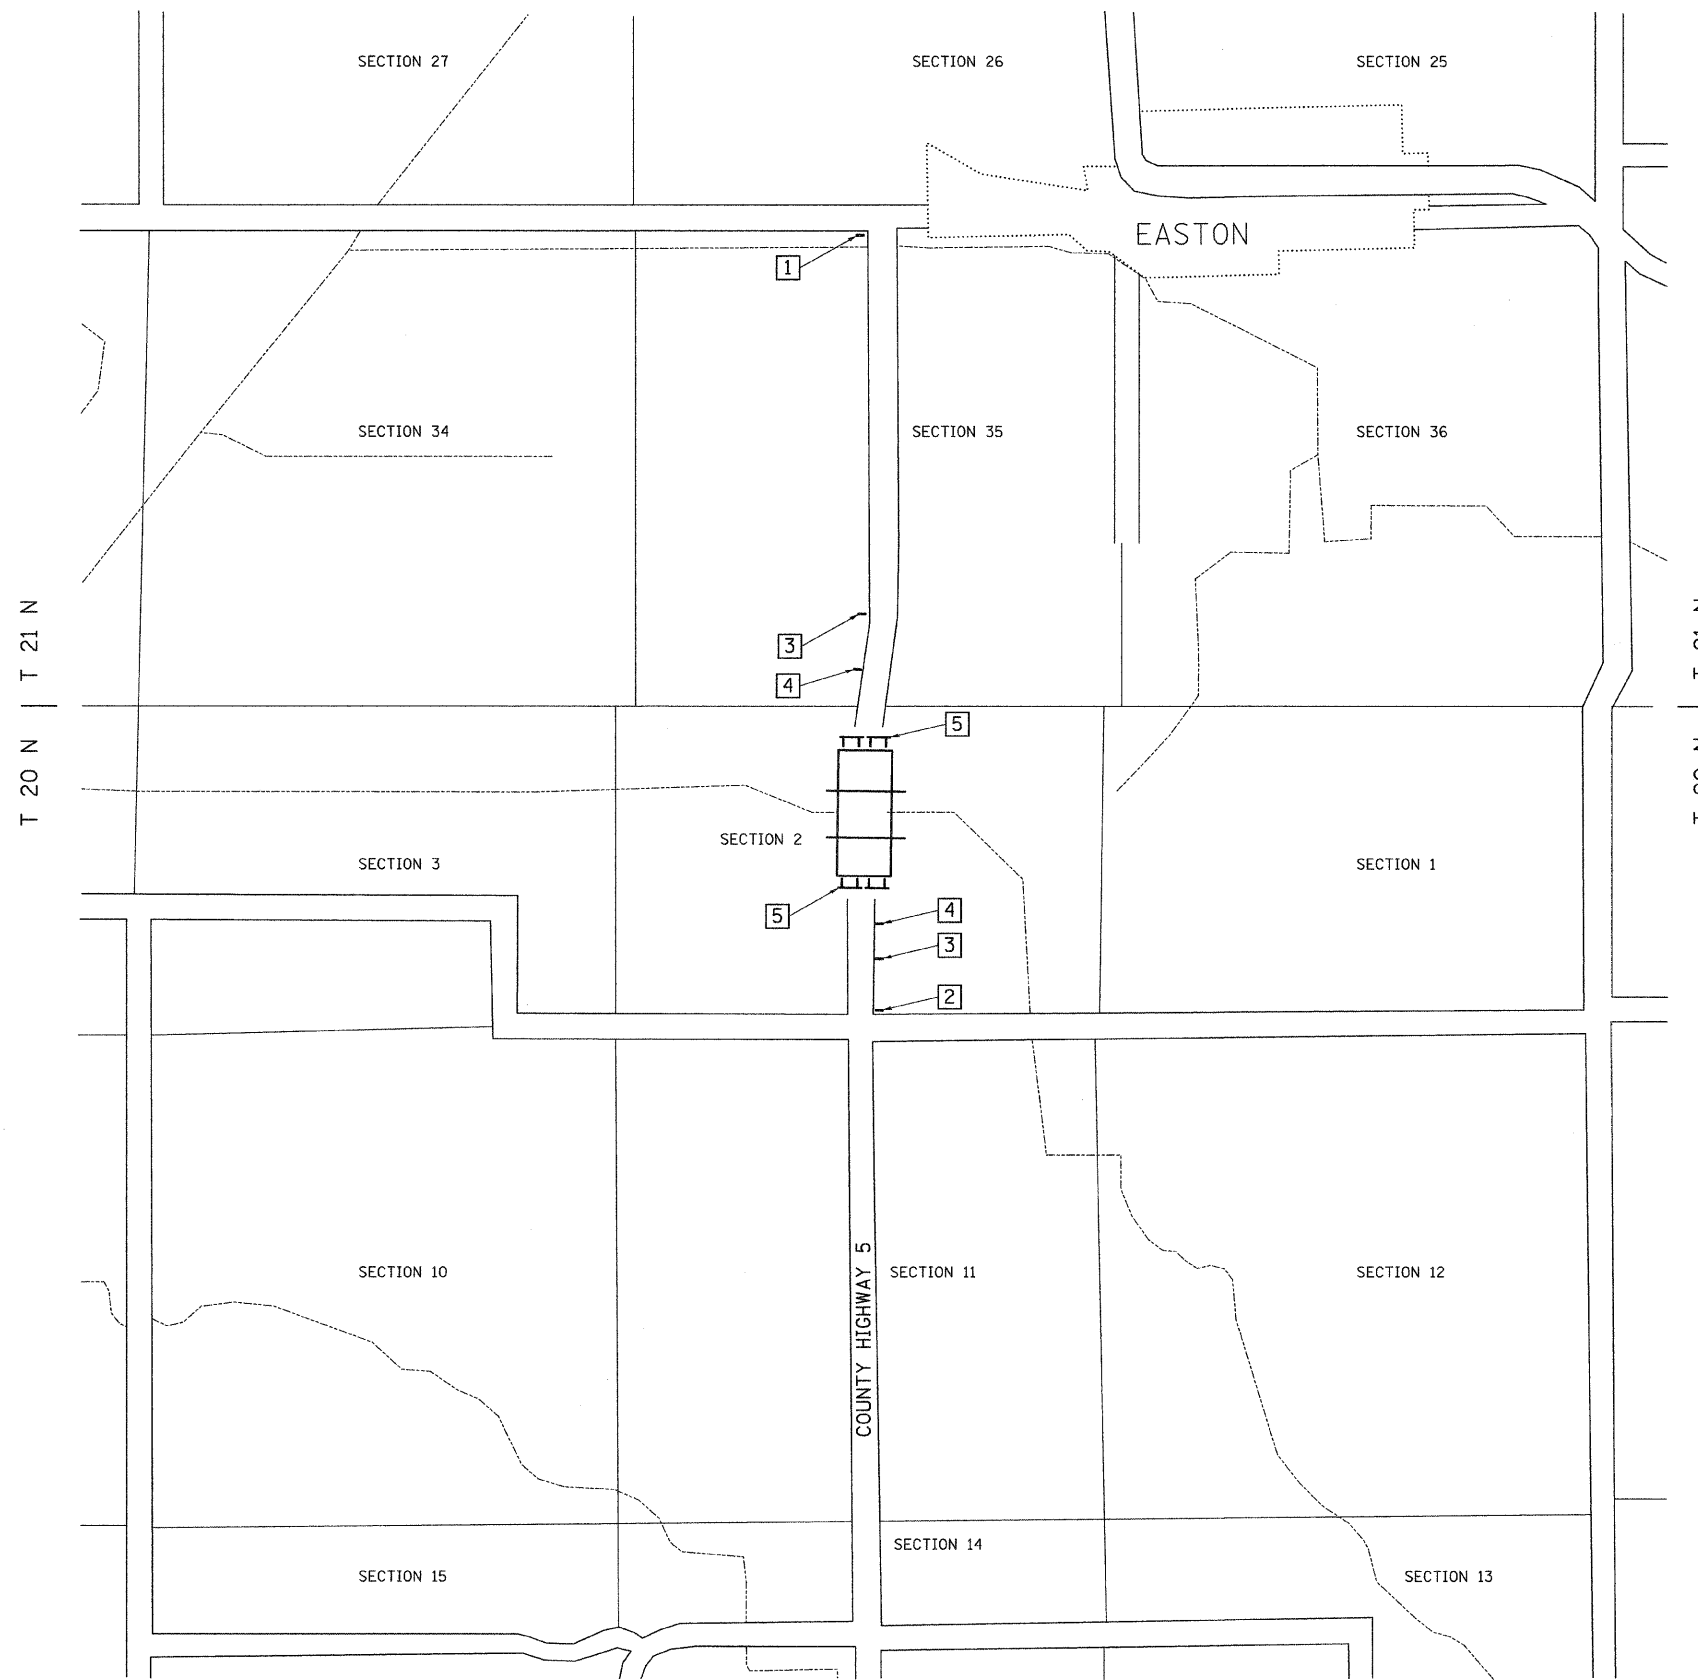 SECTION 27
SECTION 26
SECTION 25
EASTON
1
SECTION 34
SECTION 35
SECTION 36
T 21 N
3
4
5
T 20 N
SECTION 2
SECTION 3
SECTION 1
5
4
3
2
COUNTY HIGHWAY 5
SECTION 10
SECTION 11
SECTION 12
SECTION 14
SECTION 15
SECTION 13